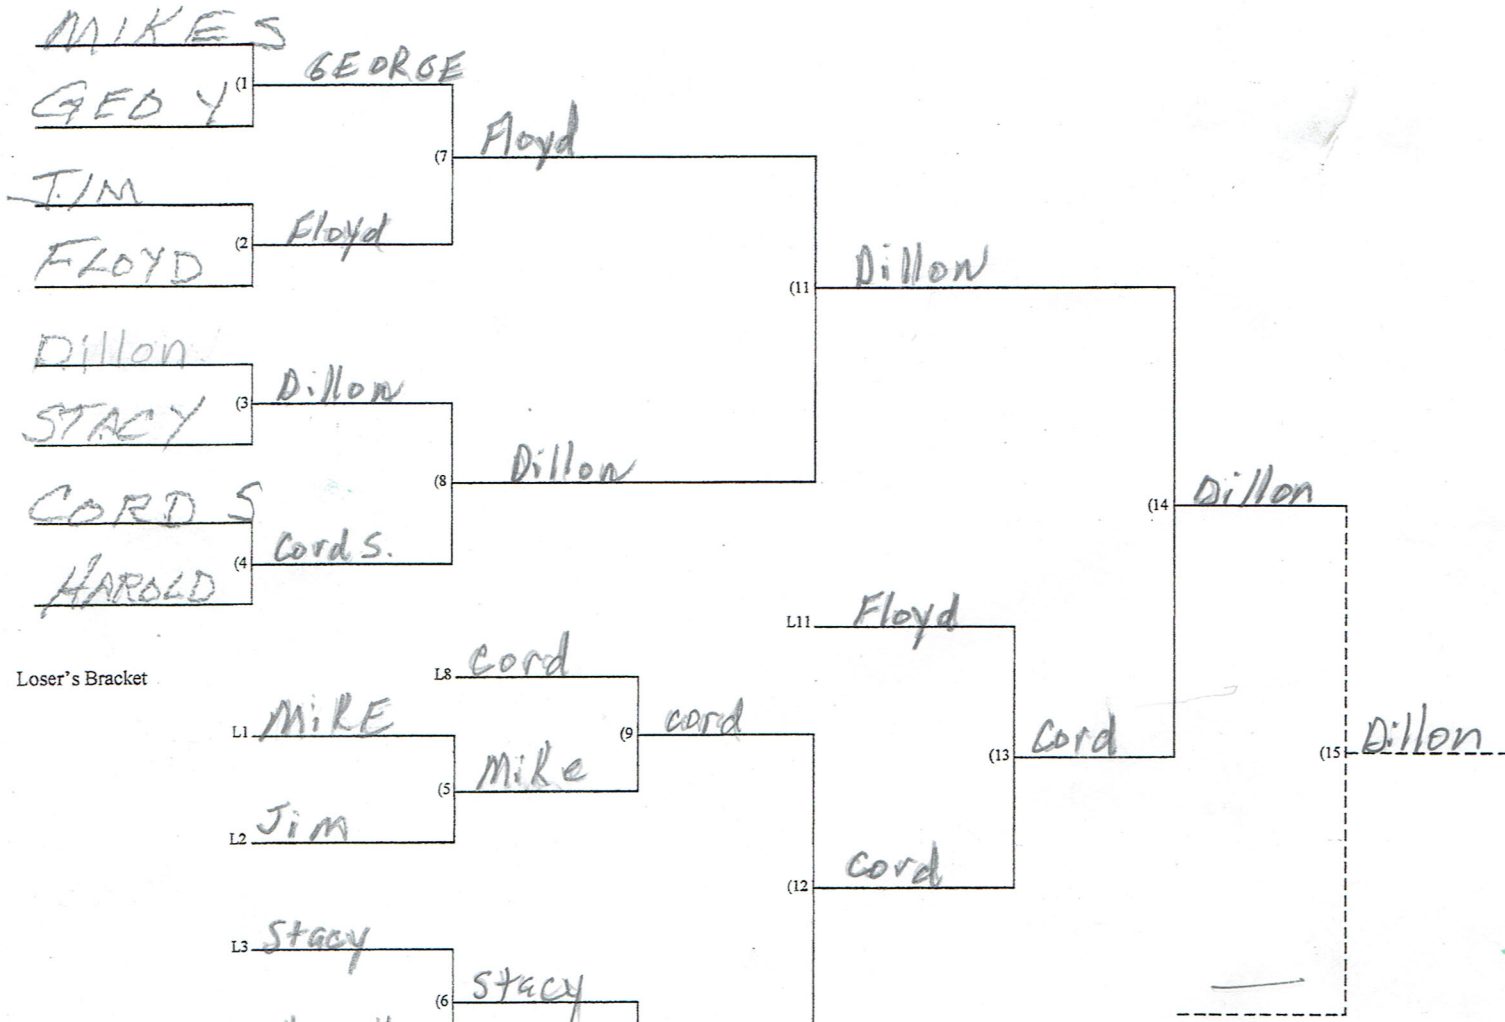 MIKE S
(1
GEORGE
GEO Y
(7
Floyd
JIM
(2
Floyd
FLOYD
(11
Dillon
Dillon
(3
Dillon
STACY
(8
Dillon
CORD S
(14
Dillon
(4
Cord S.
HAROLD
L11
Floyd
Loser's Bracket
L8
Cord
L1
MIKE
(9
cord
(13
Cord
(15
Dillon
(5
Mike
L2
Jim
(12
Cord
L3
Stacy
(6
Stacy